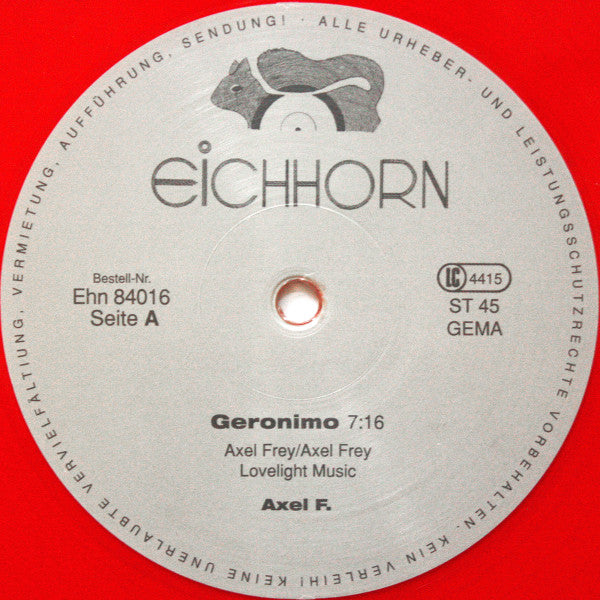 ALLE URHEBER- UND LEISTUNGSSCHUTZRECHTE VORBEHALTEN. KEIN VERLEIH! KEINE UNERLAUBTE VERVIELFÄLTIUNG, VERMIETUNG, AUFFÜHRUNG, SENDUNG! ·
EICHHORN
Bestell-Nr.
Ehn 84016
Seite A
LC 4415
ST 45
GEMA
Geronimo 7:16
Axel Frey/Axel Frey
Lovelight Music
Axel F.